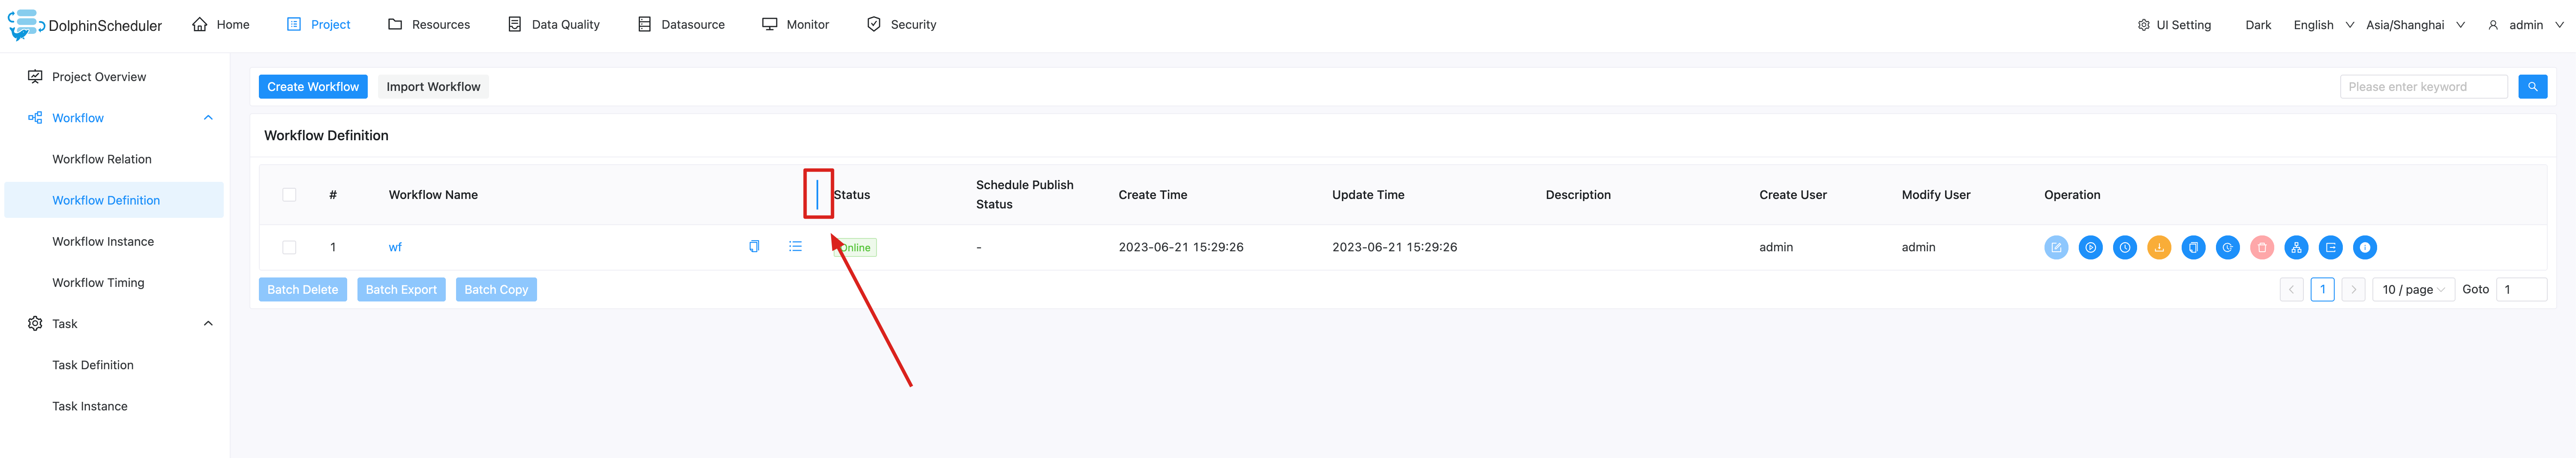 DolphinScheduler Home Project Resources Data Quality Datasource Monitor Security UI Setting Dark English Asia/Shanghai admin
Project Overview
Workflow
Workflow Relation
Workflow Definition
Workflow Instance
Workflow Timing
Task
Task Definition
Task Instance
Create Workflow Import Workflow Please enter keyword
Workflow Definition
# Workflow Name Status Schedule Publish Status Create Time Update Time Description Create User Modify User Operation
1 wf Online - 2023-06-21 15:29:26 2023-06-21 15:29:26 admin admin
Batch Delete Batch Export Batch Copy 1 10 / page Goto 1